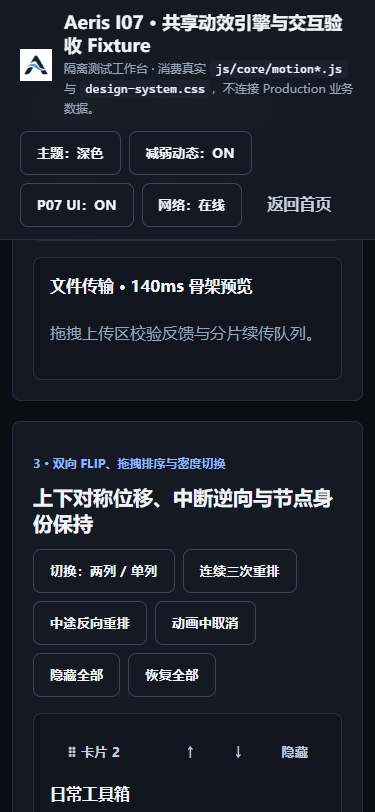 Aeris I07 • 共享动效引擎与交互验
收 Fixture
隔离测试工作台 · 消费真实 js/core/motion*.js
与 design-system.css ，不连接 Production 业务
数据。
主题：深色
减弱动态：ON
P07 UI：ON
网络：在线
返回首页
文件传输 • 140ms 骨架预览
拖拽上传区校验反馈与分片续传队列。
3 · 双向 FLIP、拖拽排序与密度切换
上下对称位移、中断逆向与节点身
份保持
切换：两列 / 单列
连续三次重排
中途反向重排
动画中取消
隐藏全部
恢复全部
⠿ 卡片 2
↑
↓
隐藏
日常工具箱